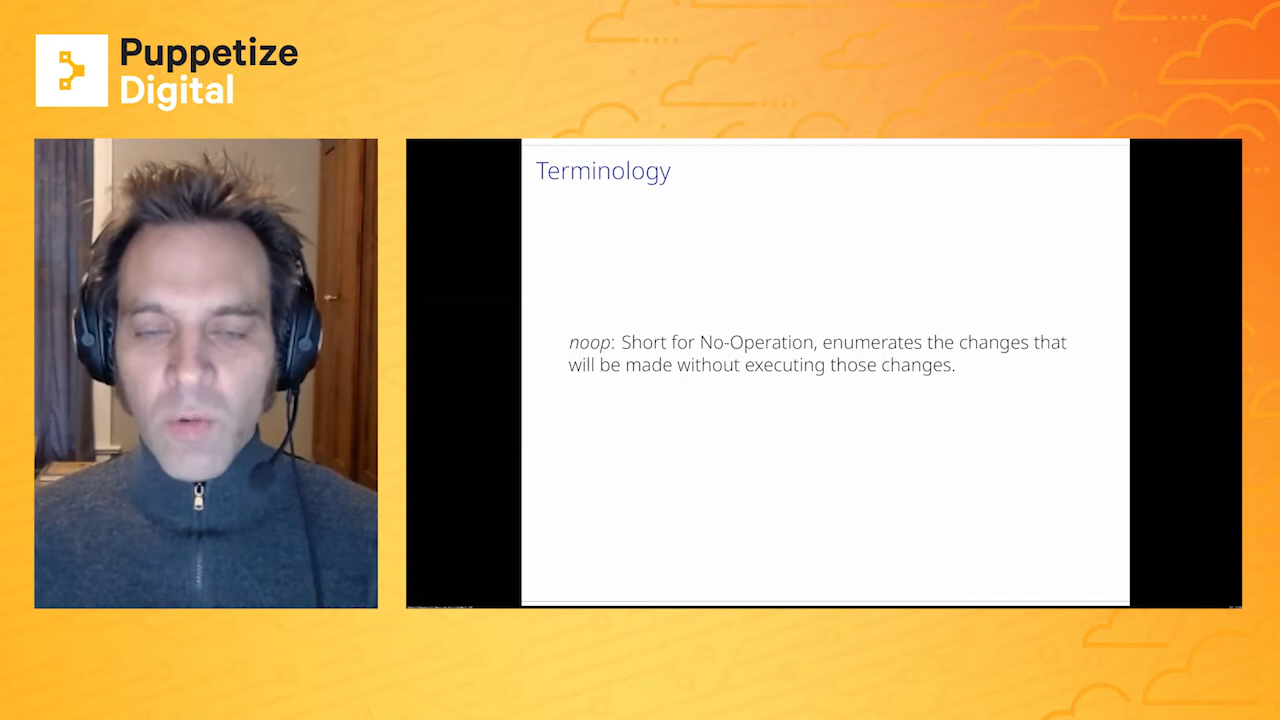 Puppetize
Digital
Terminology
noop: Short for No-Operation, enumerates the changes that
will be made without executing those changes.